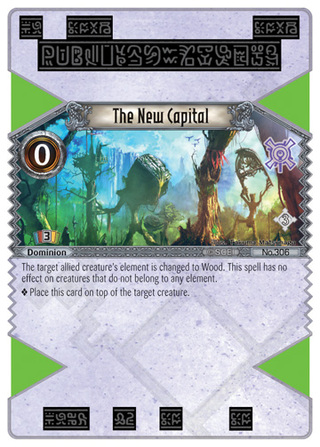 The New Capital
0
3
3
Dominion
No.306
The target allied creature's element is changed to Wood. This spell has no
effect on creatures that do not belong to any element.
❖ Place this card on top of the target creature.